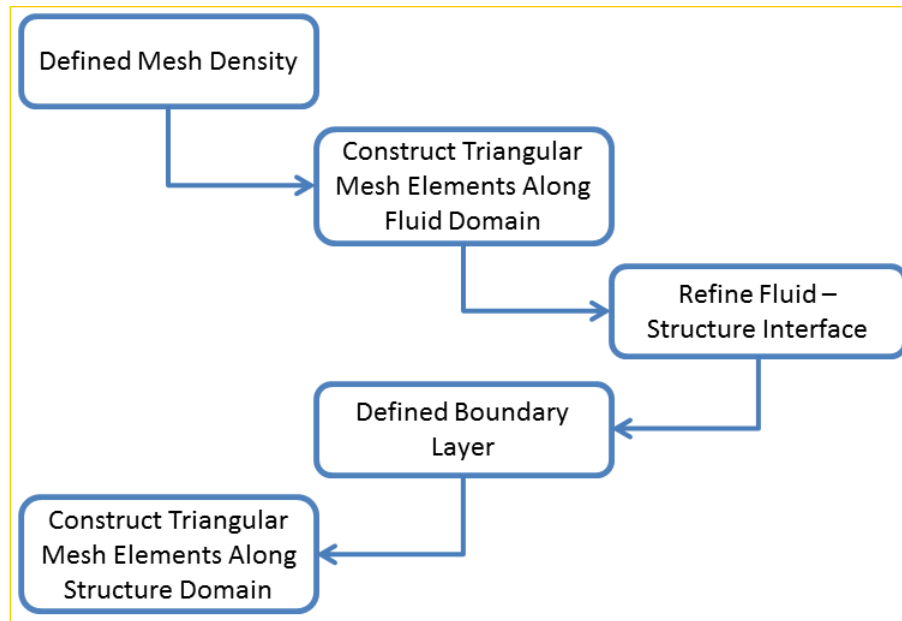 Defined Mesh Density
Construct Triangular
Mesh Elements Along
Fluid Domain
Refine Fluid –
Structure Interface
Defined Boundary
Layer
Construct Triangular
Mesh Elements Along
Structure Domain